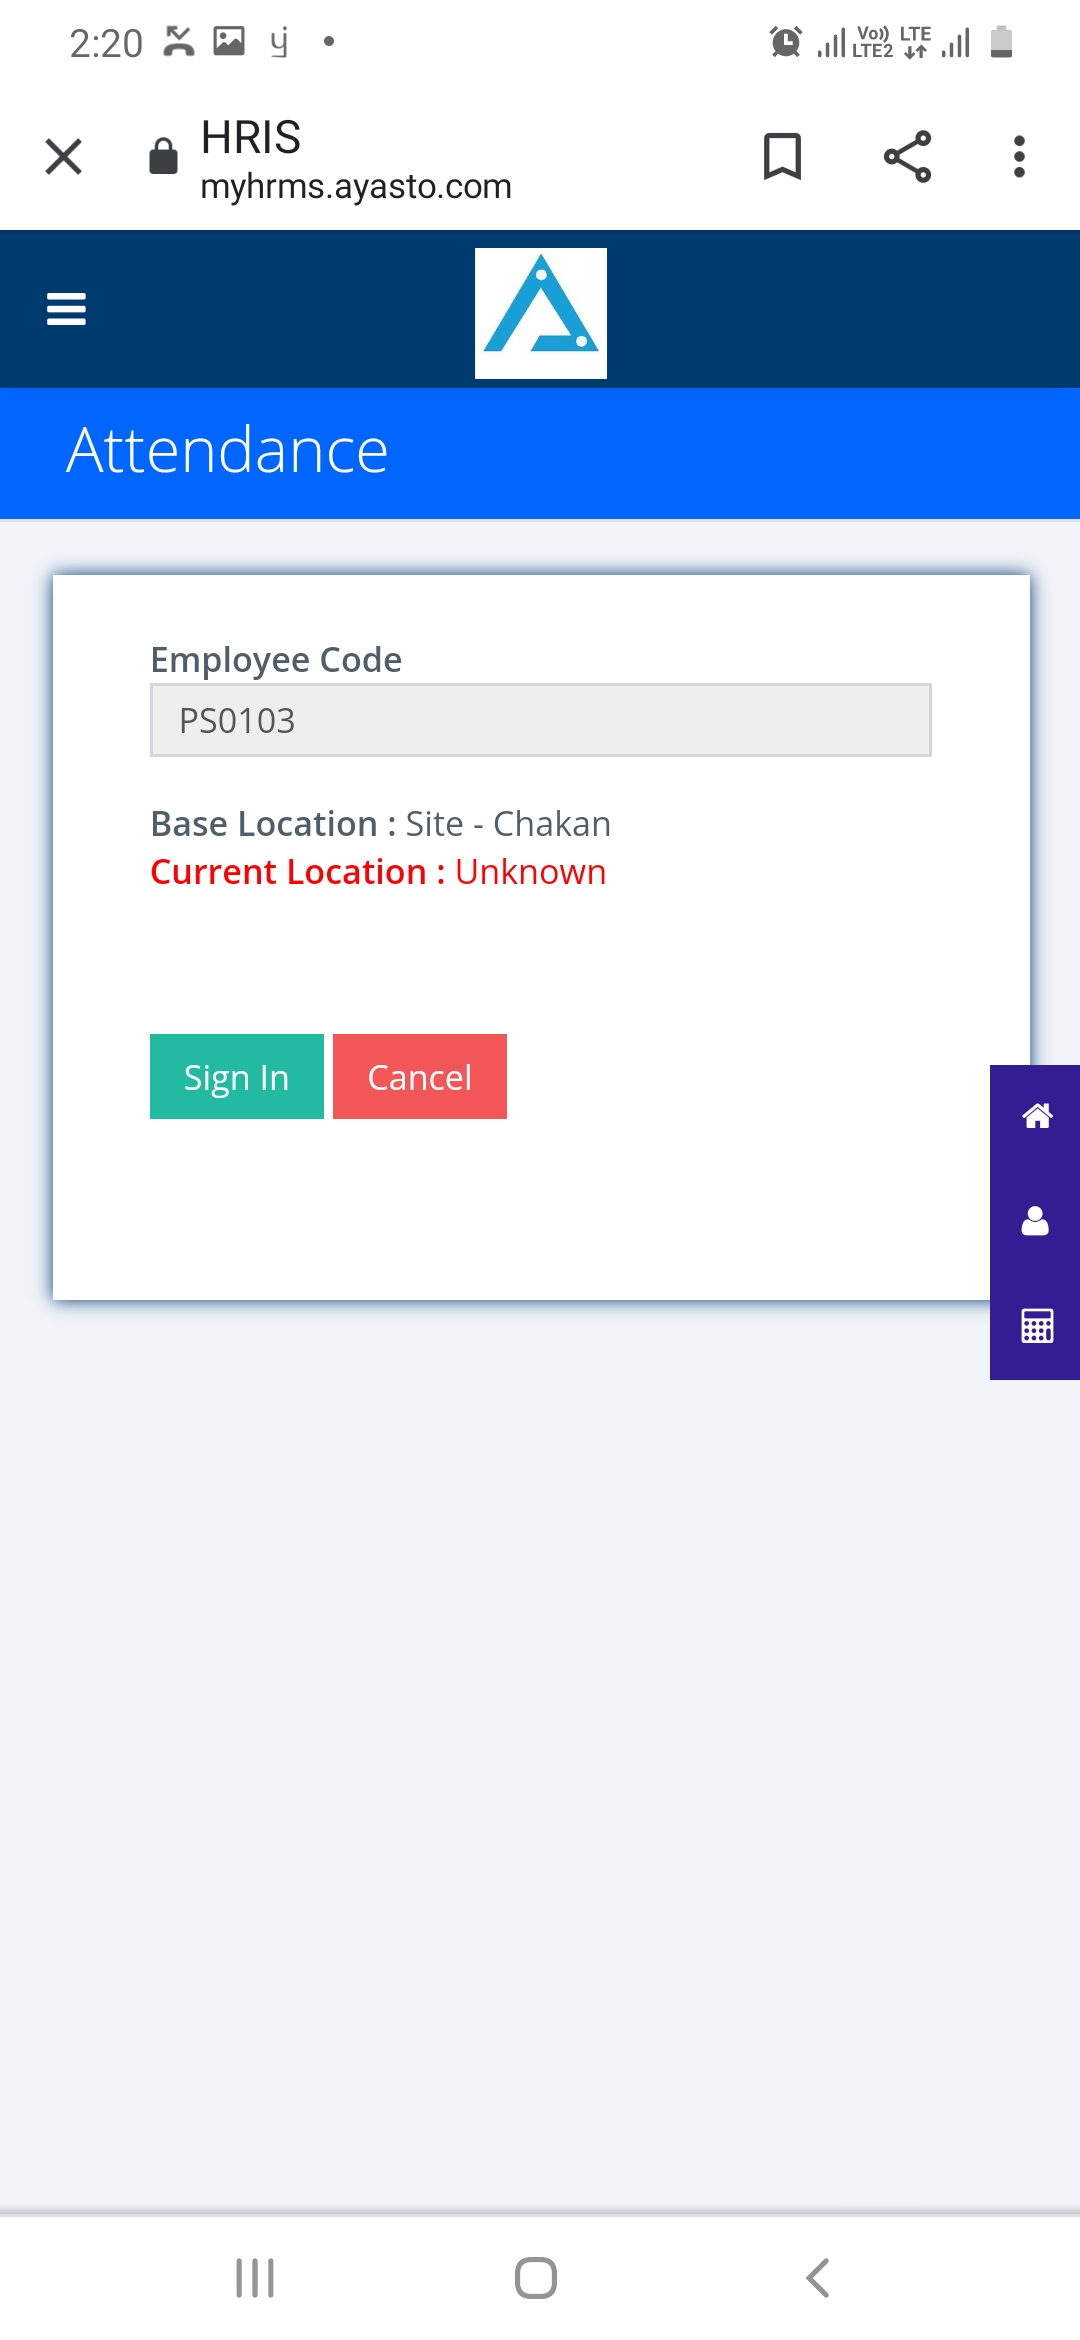 2:20
Vo)) LTE
LTE2
HRIS
myhrms.ayasto.com
Attendance
Employee Code
PS0103
Base Location : Site - Chakan
Current Location : Unknown
Sign In Cancel